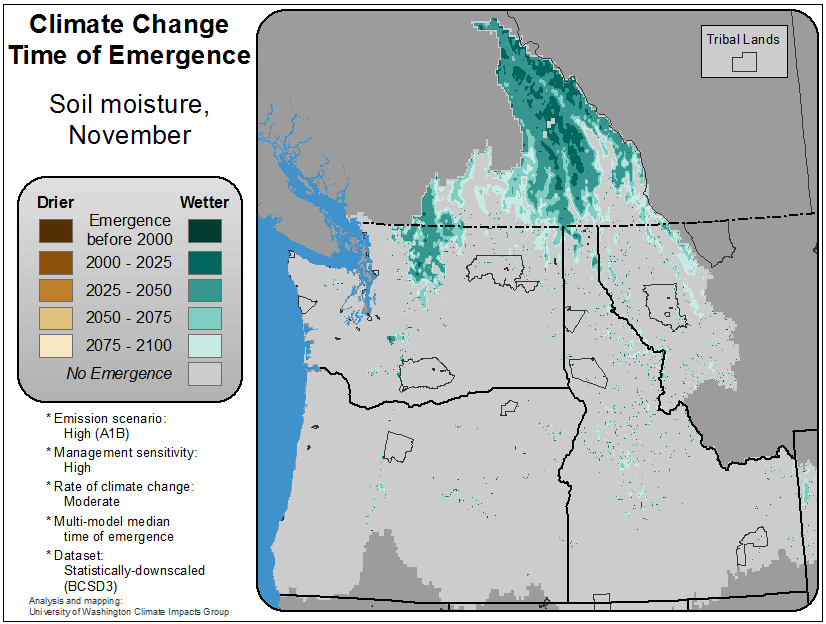 Climate Change
Time of Emergence
Soil moisture,
November
Drier
Wetter
Emergence
before 2000
2000 - 2025
2025 - 2050
2050 - 2075
2075 - 2100
No Emergence
* Emission scenario:
High (A1B)
* Management sensitivity:
High
* Rate of climate change:
Moderate
* Multi-model median
time of emergence
* Dataset:
Statistically-downscaled
(BCSD3)
Analysis and mapping:
University of Washington Climate Impacts Group
Tribal Lands